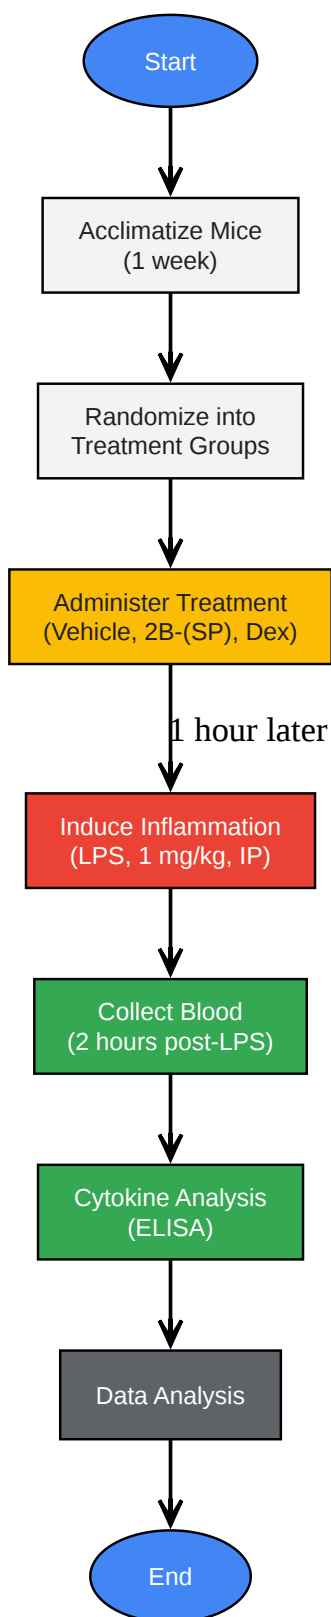 Start
Acclimatize Mice
(1 week)
Randomize into
Treatment Groups
Administer Treatment
(Vehicle, 2B-(SP), Dex)
1 hour later
Induce Inflammation
(LPS, 1 mg/kg, IP)
Collect Blood
(2 hours post-LPS)
Cytokine Analysis
(ELISA)
Data Analysis
End